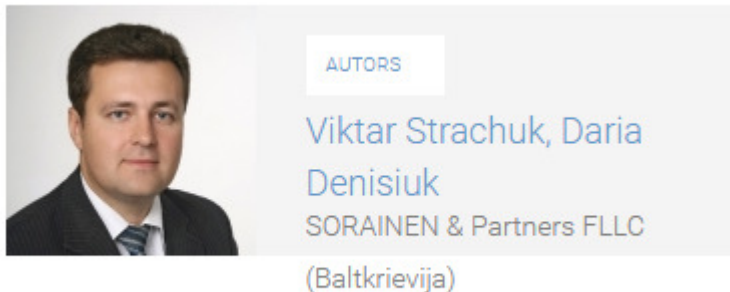 AUTORS
Viktar Strachuk, Daria
Denisiuk
SORAINEN & Partners FLLC
(Baltkrievija)